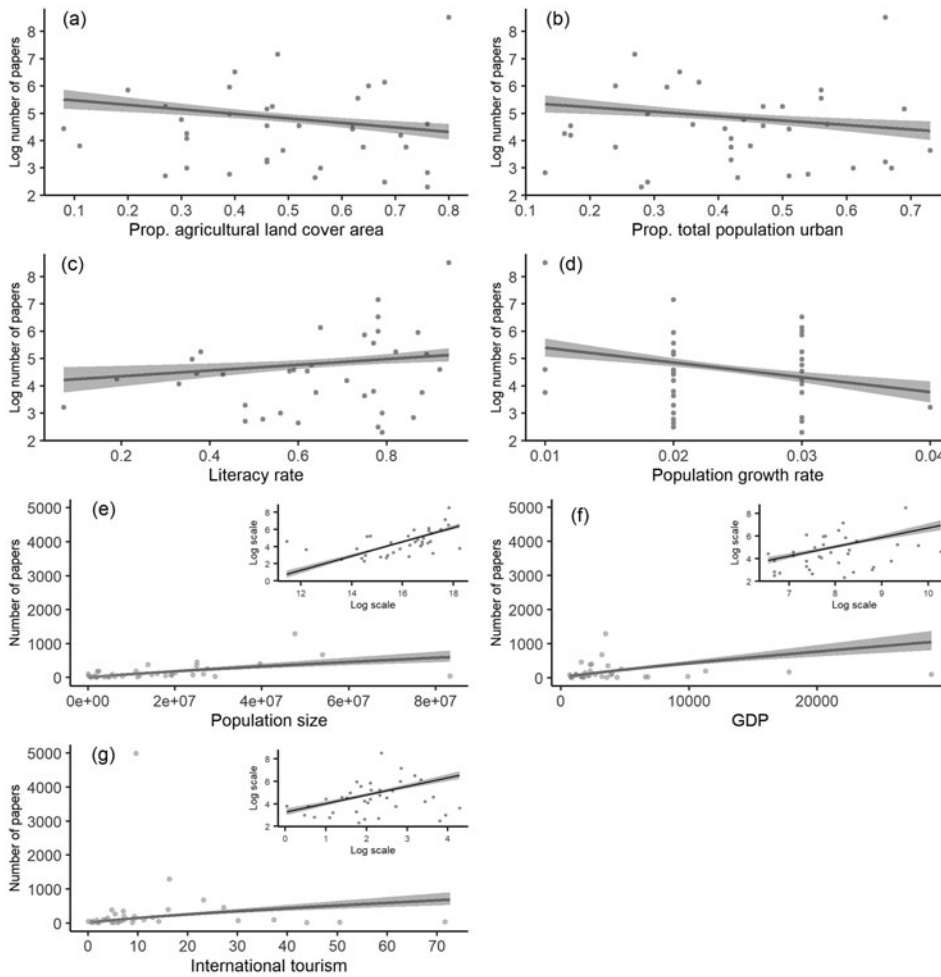 (a)
Log number of papers
8
7
6
5
4
3
2
0.1 0.2 0.3 0.4 0.5 0.6 0.7 0.8
Prop. agricultural land cover area
(b)
Log number of papers
8
7
6
5
4
3
2
0.2 0.3 0.4 0.5 0.6 0.7
Prop. total population urban
(c)
Log number of papers
8
7
6
5
4
3
2
0.2 0.4 0.6 0.8
Literacy rate
(d)
Log number of papers
8
7
6
5
4
3
2
0.01 0.02 0.03 0.04
Population growth rate
(e)
Number of papers
5000
4000
3000
2000
1000
0
0e+00 2e+07 4e+07 6e+07 8e+07
Population size
Log scale
8
6
4
2
0
12 14 16 18
Log scale
(f)
Number of papers
5000
4000
3000
2000
1000
0
0 10000 20000
GDP
Log scale
8
6
4
2
7 8 9 10
Log scale
(g)
Number of papers
5000
4000
3000
2000
1000
0
0 10 20 30 40 50 60 70
International tourism
Log scale
8
6
4
2
0 1 2 3 4
Log scale